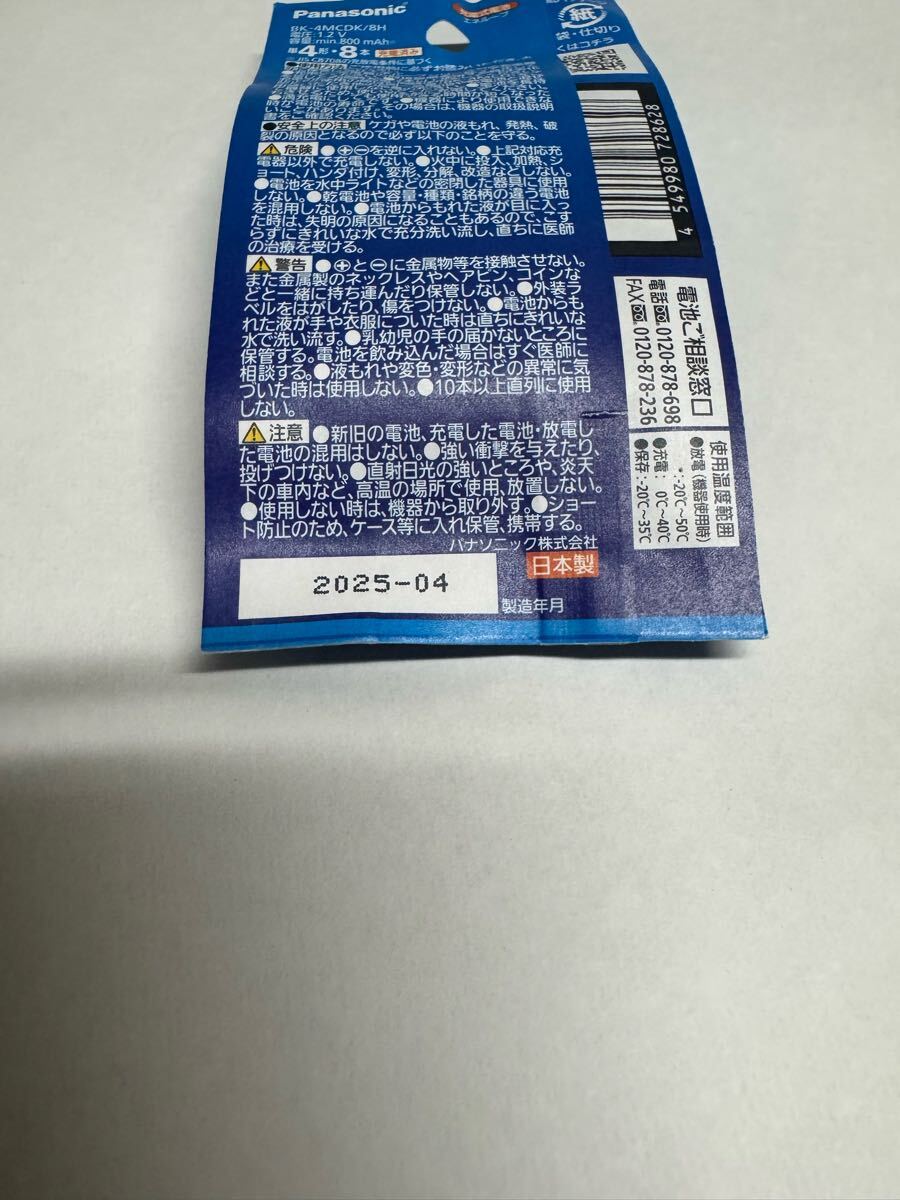 Panasonic
BK-4MCDK/8H
電圧:1.2 V
容量:min.800 mAh
単4形・8本 充電済み
書をご確認ください。
●安全上の注意 ケガや電池の液もれ、発熱、破
裂の原因となるので必ず以下のことを守る。
⚠危険 ●⊕⊖を逆に入れない。●上記対応充
電器以外で充電しない。●火中に投入、加熱、ショ
ート、ハンダ付け、変形、分解、改造などしない。
●電池を水中ライトなどの密閉した器具に使用
しない。●乾電池や容量・種類・銘柄の違う電池
を混用しない。●電池からもれた液が目に入っ
た時は、失明の原因になることもあるので、こす
らずにきれいな水で充分洗い流し、直ちに医師
の治療を受ける。
⚠警告 ●⊕と⊖に金属物等を接触させない。
また金属製のネックレスやヘアピン、コインな
どと一緒に持ち運んだり保管しない。●外装ラ
ベルをはがしたり、傷をつけない。●電池からも
れた液が手や衣服についた時は直ちにきれいな
水で洗い流す。●乳幼児の手の届かないところに
保管する。電池を飲み込んだ場合はすぐ医師に
相談する。●液もれや変色・変形などの異常に気
づいた時は使用しない。●10本以上直列に使用
しない。
⚠注意 ●新旧の電池、充電した電池・放電し
た電池の混用はしない。●強い衝撃を与えたり、
投げつけない。●直射日光の強いところや、炎天
下の車内など、高温の場所で使用、放置しない。
●使用しない時は、機器から取り外す。●ショー
ト防止のため、ケース等に入れ保管、携帯する。
パナソニック株式会社
日本製
2025-04
製造年月
紙
袋・仕切り
くはコチラ
4 549980 728628
電池ご相談窓口
電話 0120-878-698
FAX 0120-878-236
使用温度範囲
●放電(機器使用時)
:-20℃~50℃
●充電: 0℃~40℃
●保存:-20℃~35℃